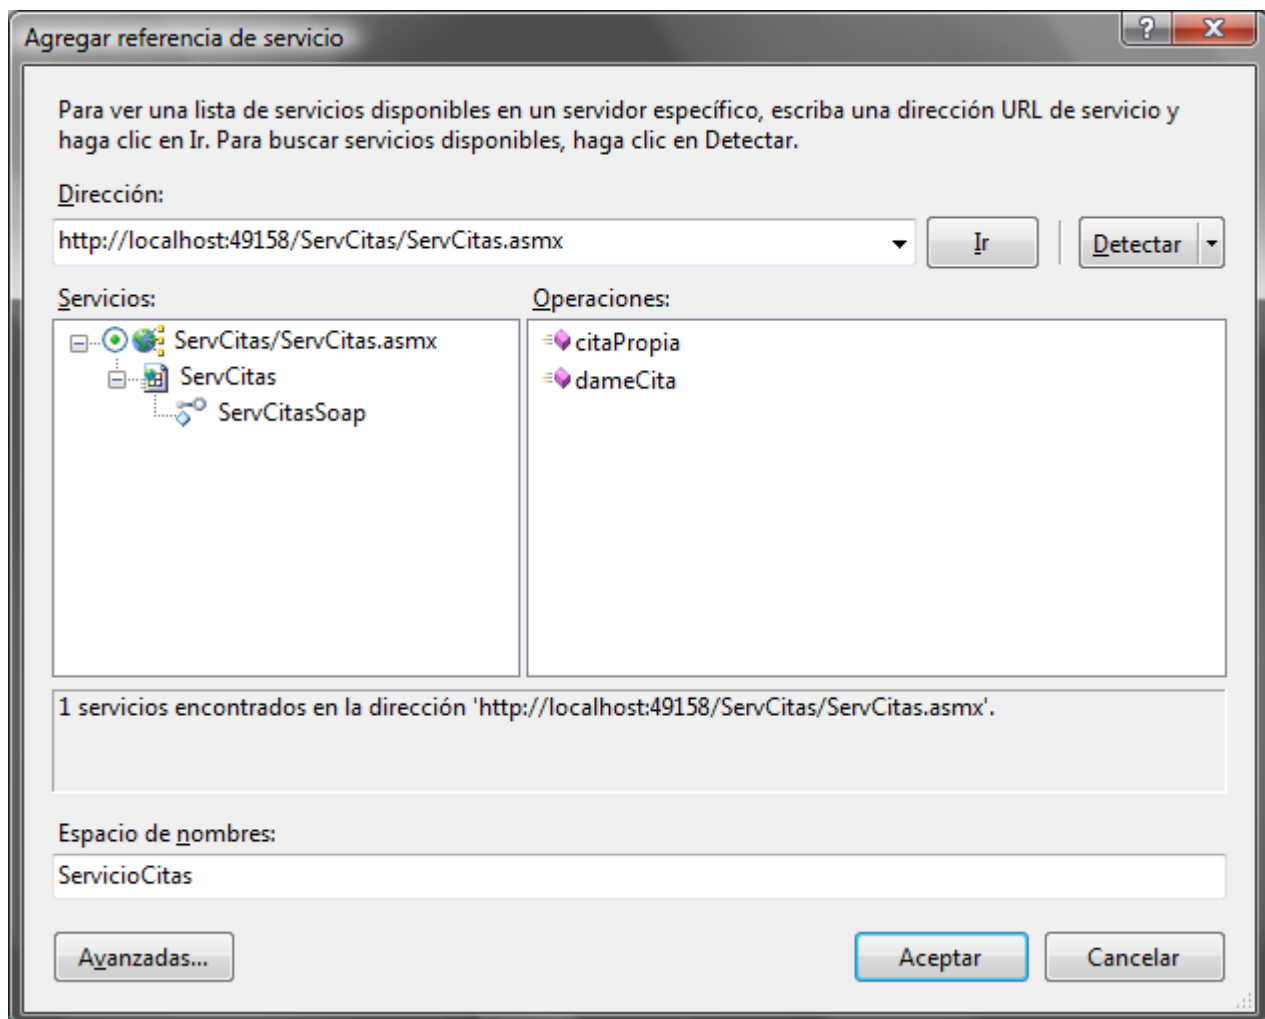 Agregar referencia de servicio
?
X
Para ver una lista de servicios disponibles en un servidor específico, escriba una dirección URL de servicio y
haga clic en Ir. Para buscar servicios disponibles, haga clic en Detectar.
Dirección:
http://localhost:49158/ServCitas/ServCitas.asmx
Ir
Detectar
Servicios:
Operaciones:
ServCitas/ServCitas.asmx
ServCitas
ServCitasSoap
citaPropia
dameCita
1 servicios encontrados en la dirección 'http://localhost:49158/ServCitas/ServCitas.asmx'.
Espacio de nombres:
ServicioCitas
Avanzadas...
Aceptar
Cancelar